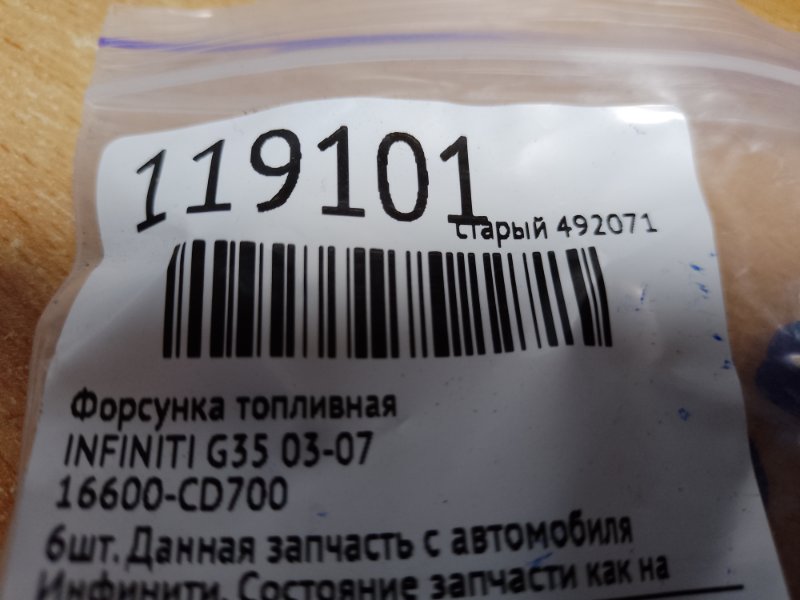 119101
старый 492071
Форсунка топливная
INFINITI G35 03-07
16600-CD700
6шт. Данная запчасть с автомобиля
Инфинити. Состояние запчасти как на